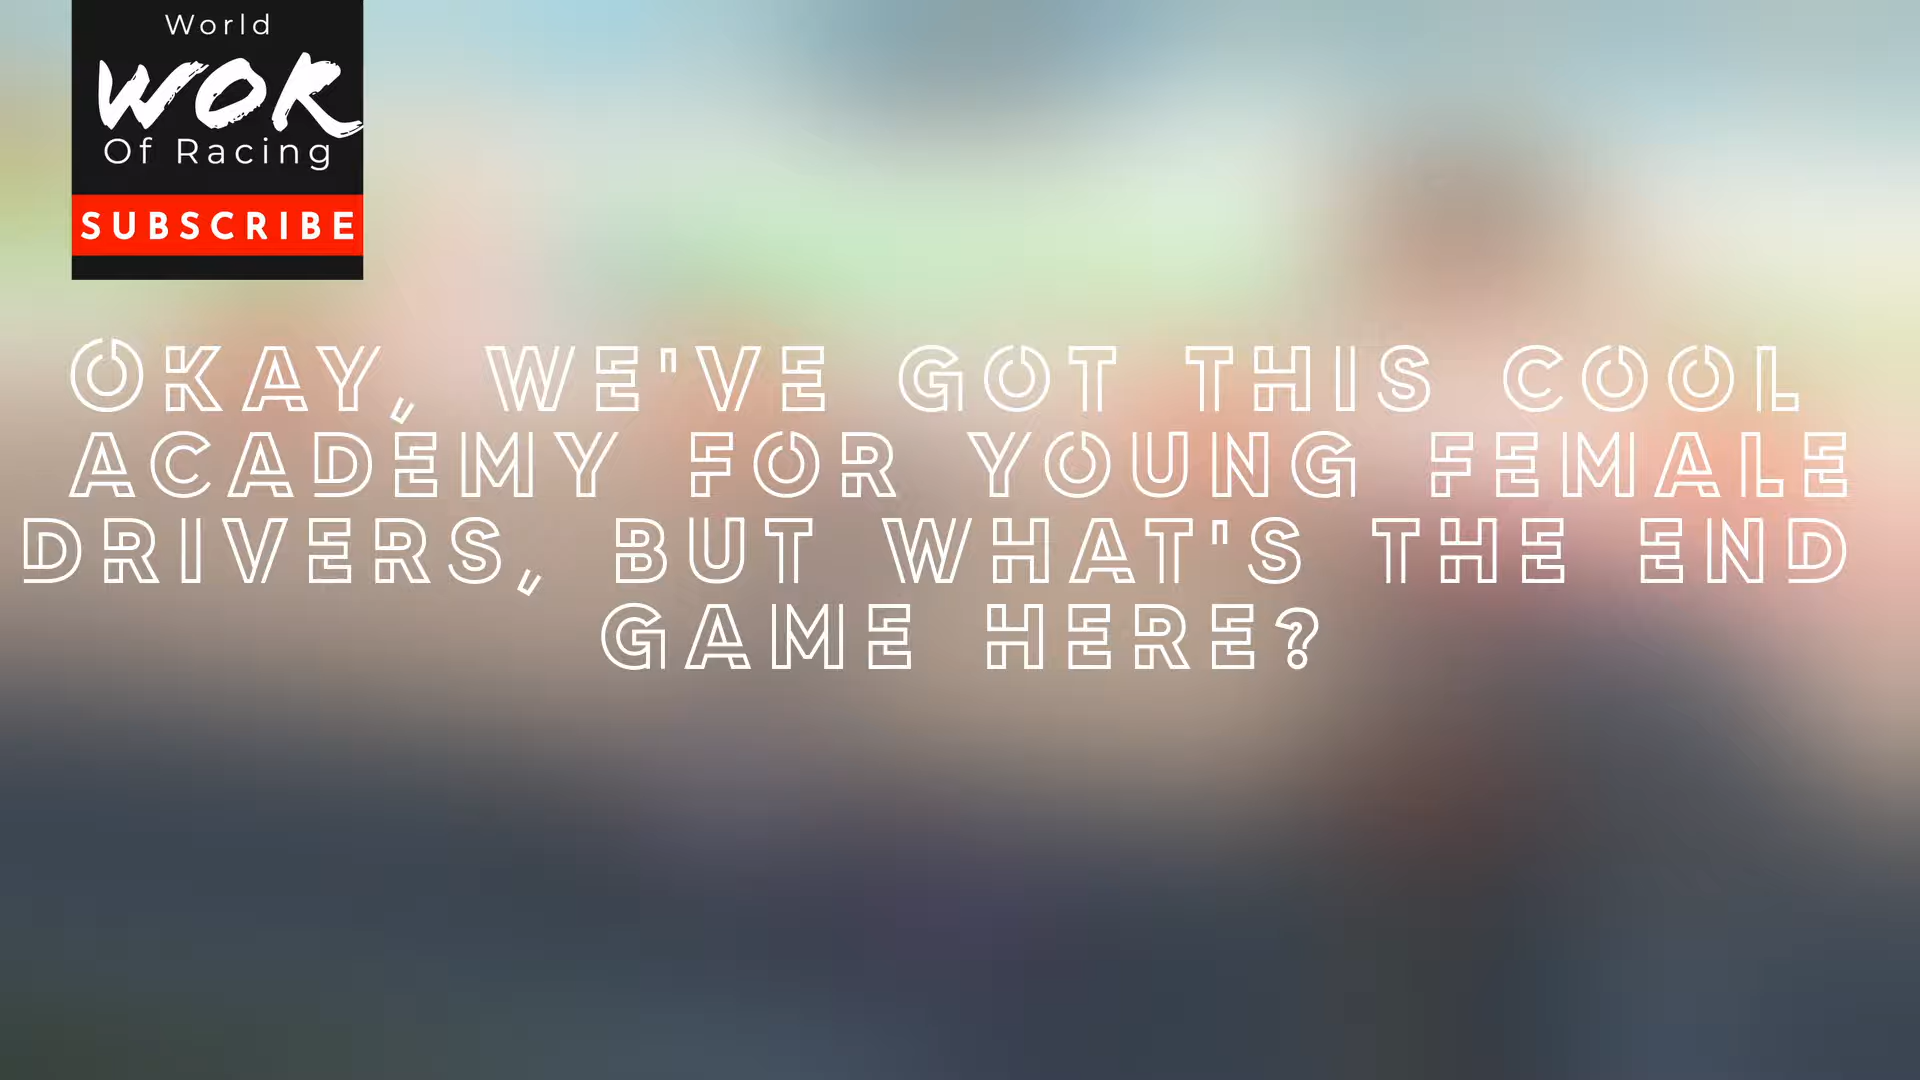 World
WOR
Of Racing
SUBSCRIBE
OKAY, WE'VE GOT THIS COOL
ACADEMY FOR YOUNG FEMALE
DRIVERS, BUT WHAT'S THE END
GAME HERE?